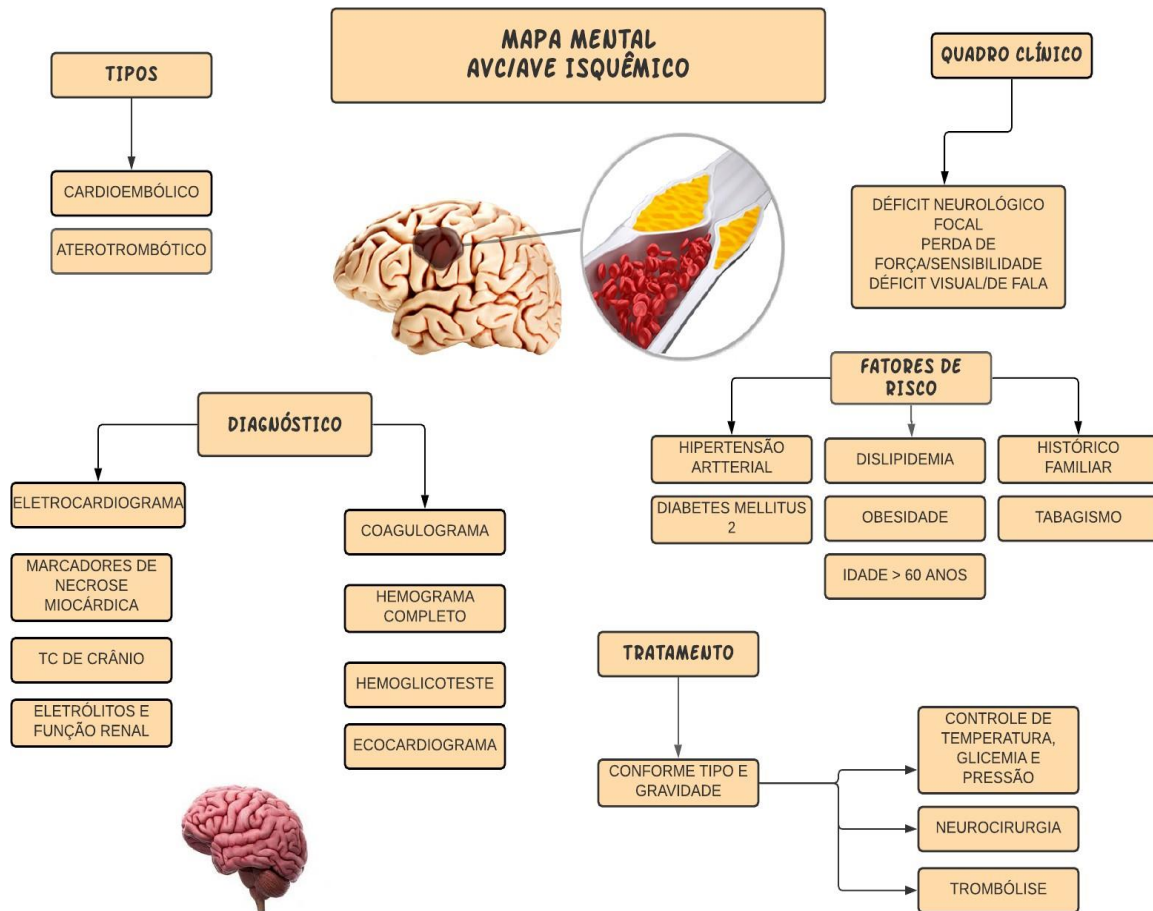 MAPA MENTAL
AVC/AVE ISQUÊMICO
TIPOS
CARDIOEMBÓLICO
ATEROTROMBÓTICO
QUADRO CLÍNICO
DÉFICIT NEUROLÓGICO
FOCAL
PERDA DE
FORÇA/SENSIBILIDADE
DÉFICIT VISUAL/DE FALA
DIAGNÓSTICO
ELETROCARDIOGRAMA
MARCADORES DE
NECROSE
MIOCÁRDICA
TC DE CRÂNIO
ELETRÓLITOS E
FUNÇÃO RENAL
COAGULOGRAMA
HEMOGRAMA
COMPLETO
HEMOGLICOTESTE
ECOCARDIOGRAMA
FATORES DE
RISCO
HIPERTENSÃO
ARTTERIAL
DIABETES MELLITUS
2
DISLIPIDEMIA
OBESIDADE
IDADE > 60 ANOS
HISTÓRICO
FAMILIAR
TABAGISMO
TRATAMENTO
CONFORME TIPO E
GRAVIDADE
CONTROLE DE
TEMPERATURA,
GLICEMIA E
PRESSÃO
NEUROCIRURGIA
TROMBÓLISE